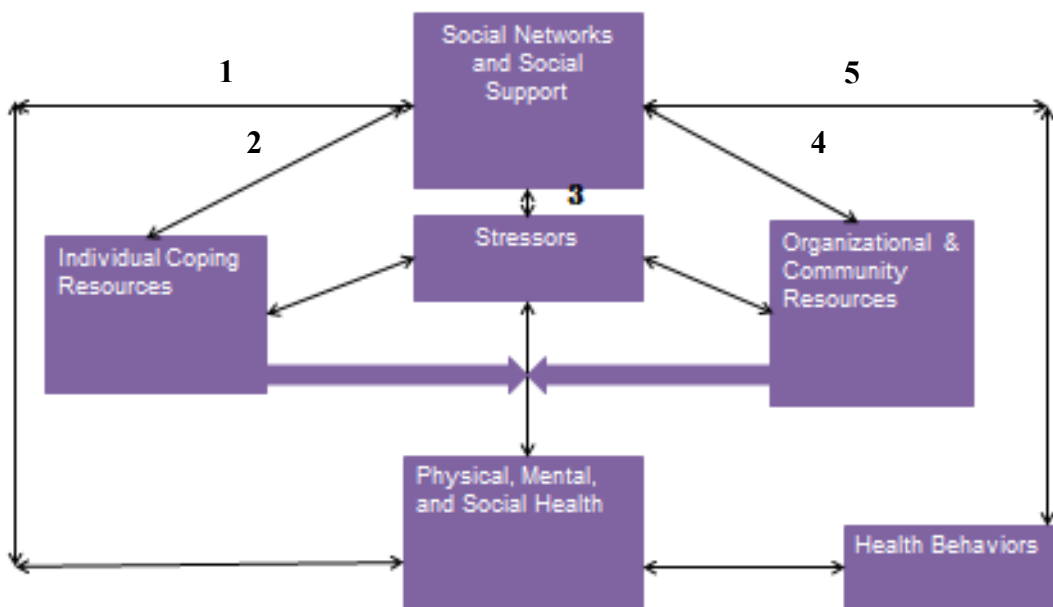 Social Networks
and Social
Support
1
5
2
4
3
Stressors
Individual Coping
Resources
Organizational &
Community
Resources
Physical, Mental,
and Social Health
Health Behaviors